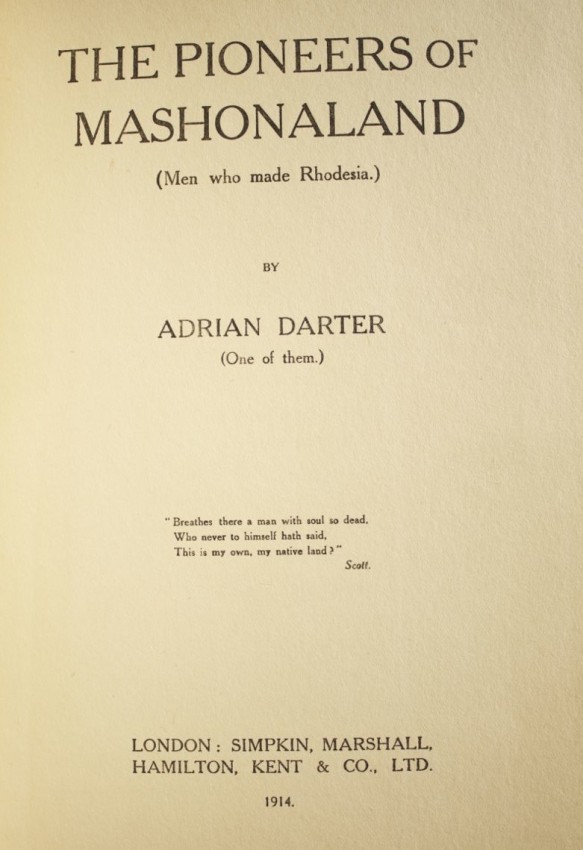 THE PIONEERS OF
MASHONALAND
(Men who made Rhodesia.)
BY
ADRIAN DARTER
(One of them.)
"Breathes there a man with soul so dead,
Who never to himself hath said,
This is my own, my native land?"
Scott.
LONDON: SIMPKIN, MARSHALL,
HAMILTON, KENT & CO., LTD.
1914.